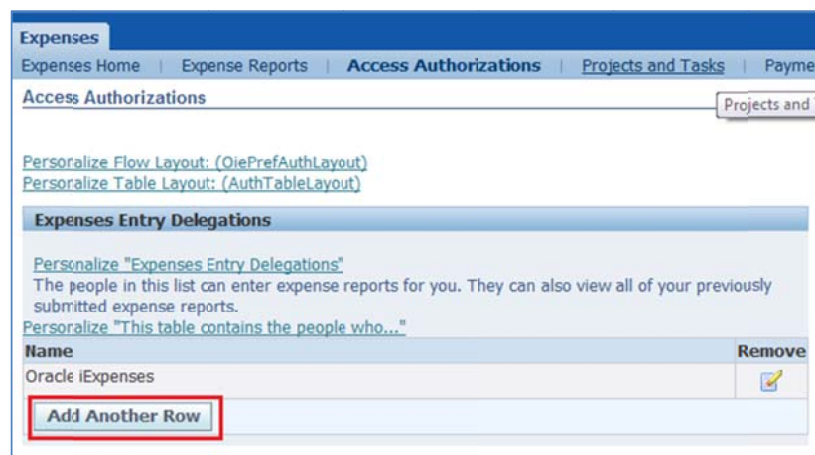 Expenses
Expenses Home | Expense Reports | Access Authorizations | Projects and Tasks | Payme
Access Authorizations
Projects and
Personalize Flow Layout: (OiePrefAuthLayout)
Personalize Table Layout: (AuthTableLayout)
Expenses Entry Delegations
Personalize "Expenses Entry Delegations"
The people in this list can enter expense reports for you. They can also view all of your previously
submitted expense reports.
Personalize "This table contains the people who..."
Name Remove
Oracle iExpenses
Add Another Row